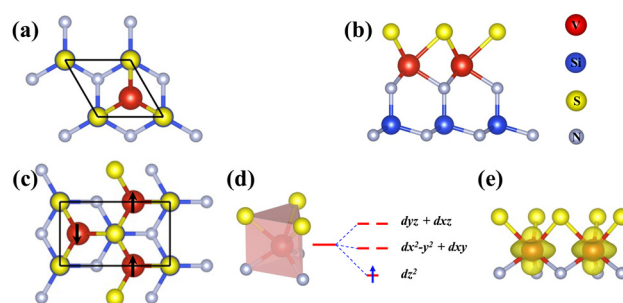 (a)
(b)
V
Si
S
N
(c)
(d)
dyz + dxz
dx²-y² + dxy
dz²
(e)